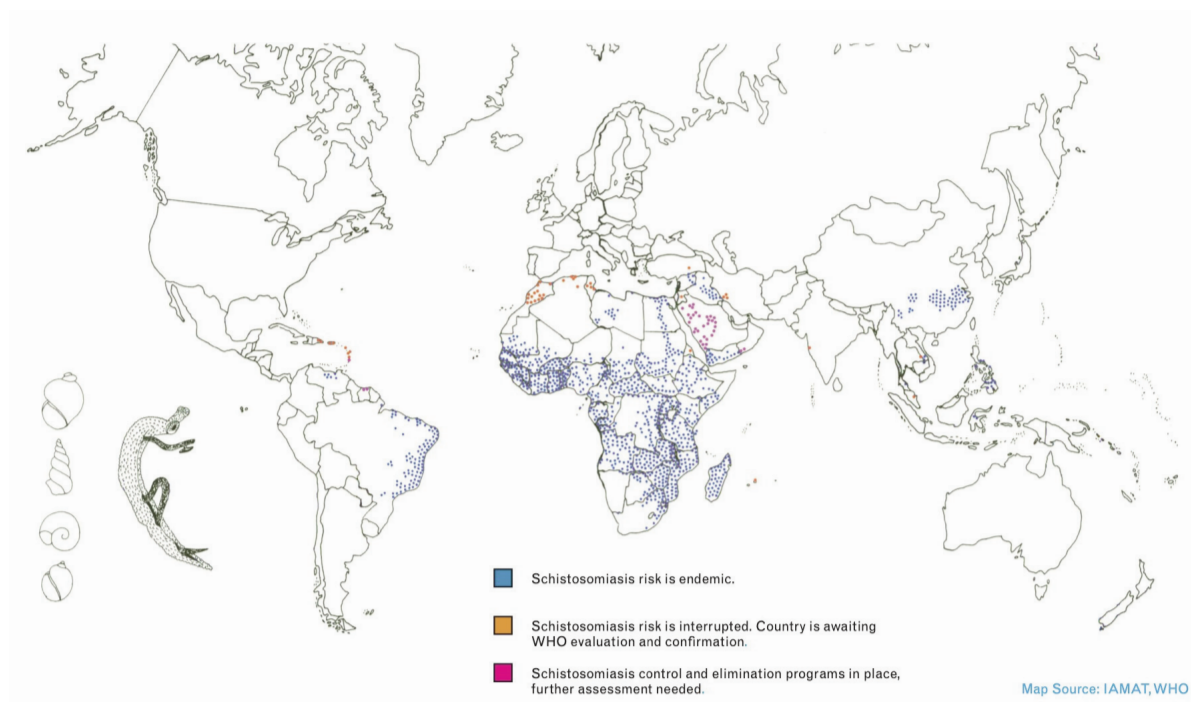 Schistosomiasis risk is endemic.
Schistosomiasis risk is interrupted. Country is awaiting
WHO evaluation and confirmation.
Schistosomiasis control and elimination programs in place,
further assessment needed.
Map Source: IAMAT, WHO